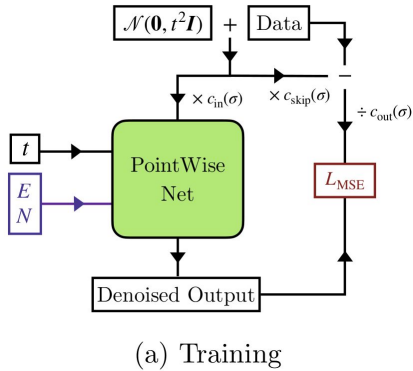 𝒩(𝟎, t²𝑰) + Data
× c_in(σ) × c_skip(σ) −
÷ c_out(σ)
t
PointWise
Net
E
N
L_MSE
Denoised Output
(a) Training